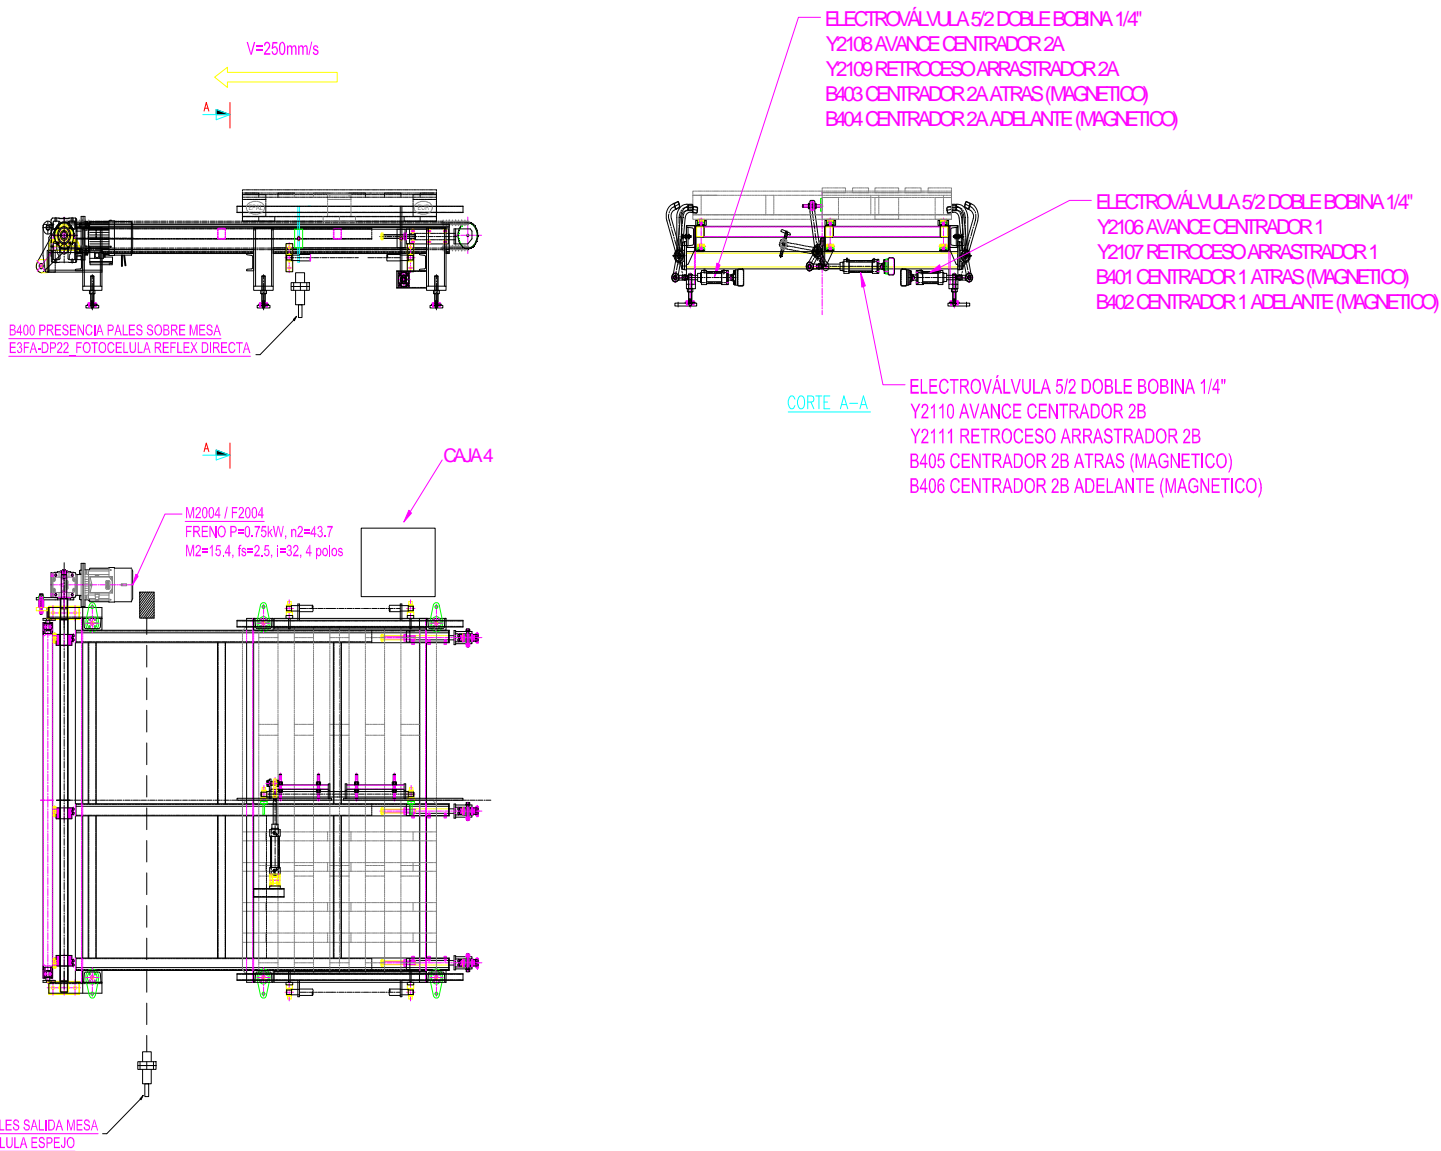 ELECTROVÁLVULA 5/2 DOBLE BOBINA 1/4"
Y2108 AVANCE CENTRADOR 2A
Y2109 RETROCESO ARRASTRADOR 2A
B403 CENTRADOR 2A ATRAS (MAGNETICO)
B404 CENTRADOR 2A ADELANTE (MAGNETICO)
V=250mm/s
A
ELECTROVÁLVULA 5/2 DOBLE BOBINA 1/4"
Y2106 AVANCE CENTRADOR 1
Y2107 RETROCESO ARRASTRADOR 1
B401 CENTRADOR 1 ATRAS (MAGNETICO)
B402 CENTRADOR 1 ADELANTE (MAGNETICO)
B400 PRESENCIA PALES SOBRE MESA
E3FA-DP22_FOTOCELULA REFLEX DIRECTA
ELECTROVÁLVULA 5/2 DOBLE BOBINA 1/4"
Y2110 AVANCE CENTRADOR 2B
Y2111 RETROCESO ARRASTRADOR 2B
B405 CENTRADOR 2B ATRAS (MAGNETICO)
B406 CENTRADOR 2B ADELANTE (MAGNETICO)
CORTE A-A
A
CAJA 4
M2004 / F2004
FRENO P=0.75kW, n2=43.7
M2=15.4, fs=2.5, i=32, 4 polos
LES SALIDA MESA
LULA ESPEJO